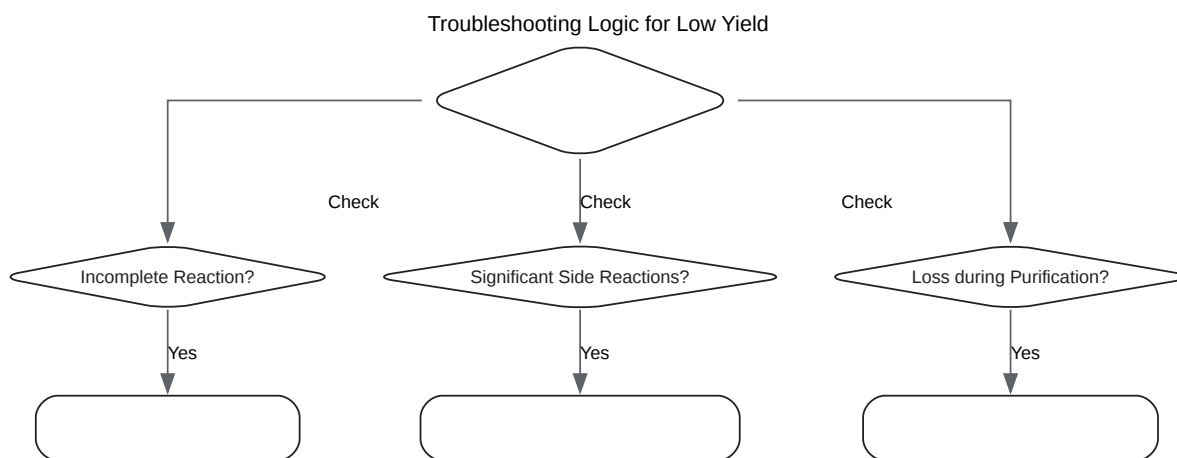 Troubleshooting Logic for Low Yield
Check Check Check
Incomplete Reaction? Significant Side Reactions? Loss during Purification?
Yes Yes Yes